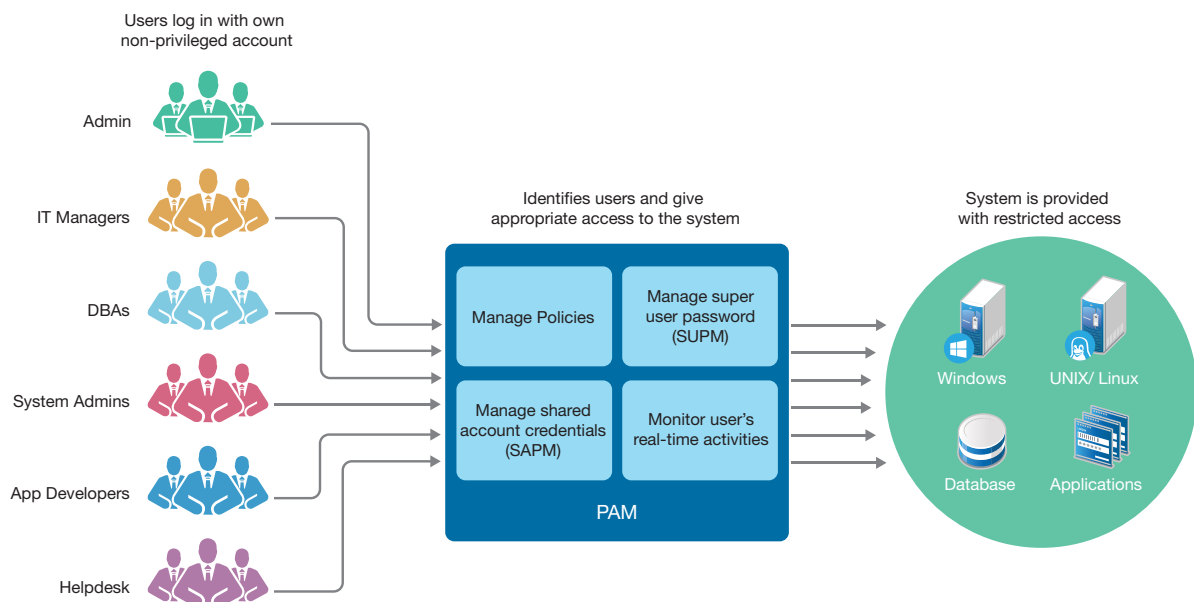 Users log in with own
non-privileged account
Admin
IT Managers
DBAs
System Admins
App Developers
Helpdesk
Identifies users and give
appropriate access to the system
Manage Policies
Manage super
user password
(SUPM)
Manage shared
account credentials
(SAPM)
Monitor user's
real-time activities
PAM
System is provided
with restricted access
Windows
UNIX/ Linux
Database
Applications